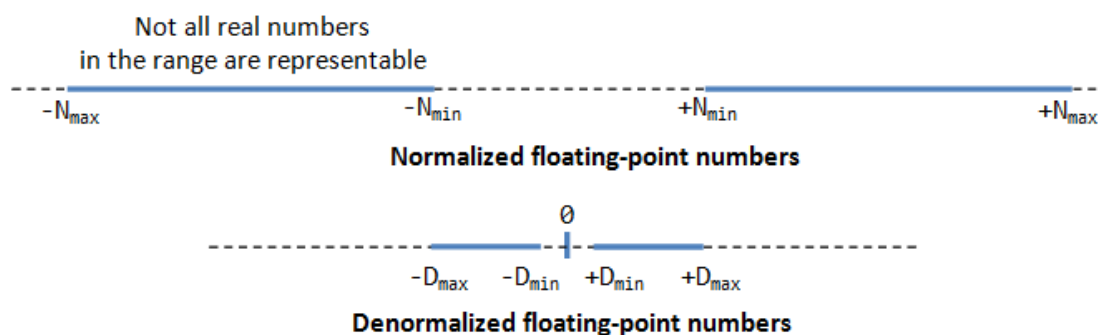 Not all real numbers
in the range are representable
-Nmax -Nmin +Nmin +Nmax
Normalized floating-point numbers
0
-Dmax -Dmin +Dmin +Dmax
Denormalized floating-point numbers